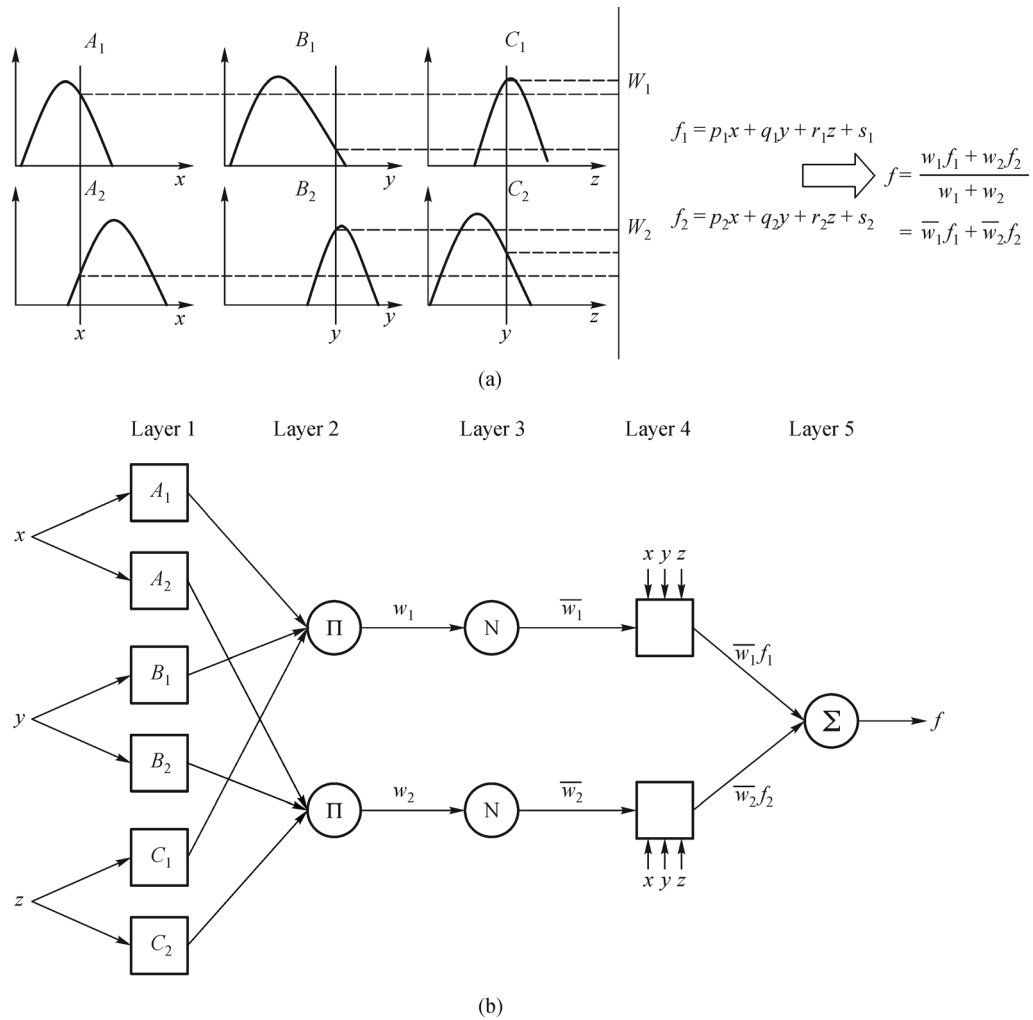 A₁ B₁ C₁
W₁
f₁ = p₁x + q₁y + r₁z + s₁
x y z
f = (w₁f₁ + w₂f₂) / (w₁ + w₂)
A₂ B₂ C₂
W₂
f₂ = p₂x + q₂y + r₂z + s₂
= w̅₁f₁ + w̅₂f₂
x y z
x y y
(a)
Layer 1 Layer 2 Layer 3 Layer 4 Layer 5
A₁
x
A₂
x y z
Π w₁ N w̅₁
B₁
w̅₁f₁
y
Σ f
B₂
w̅₂f₂
Π w₂ N w̅₂
x y z
C₁
z
C₂
(b)